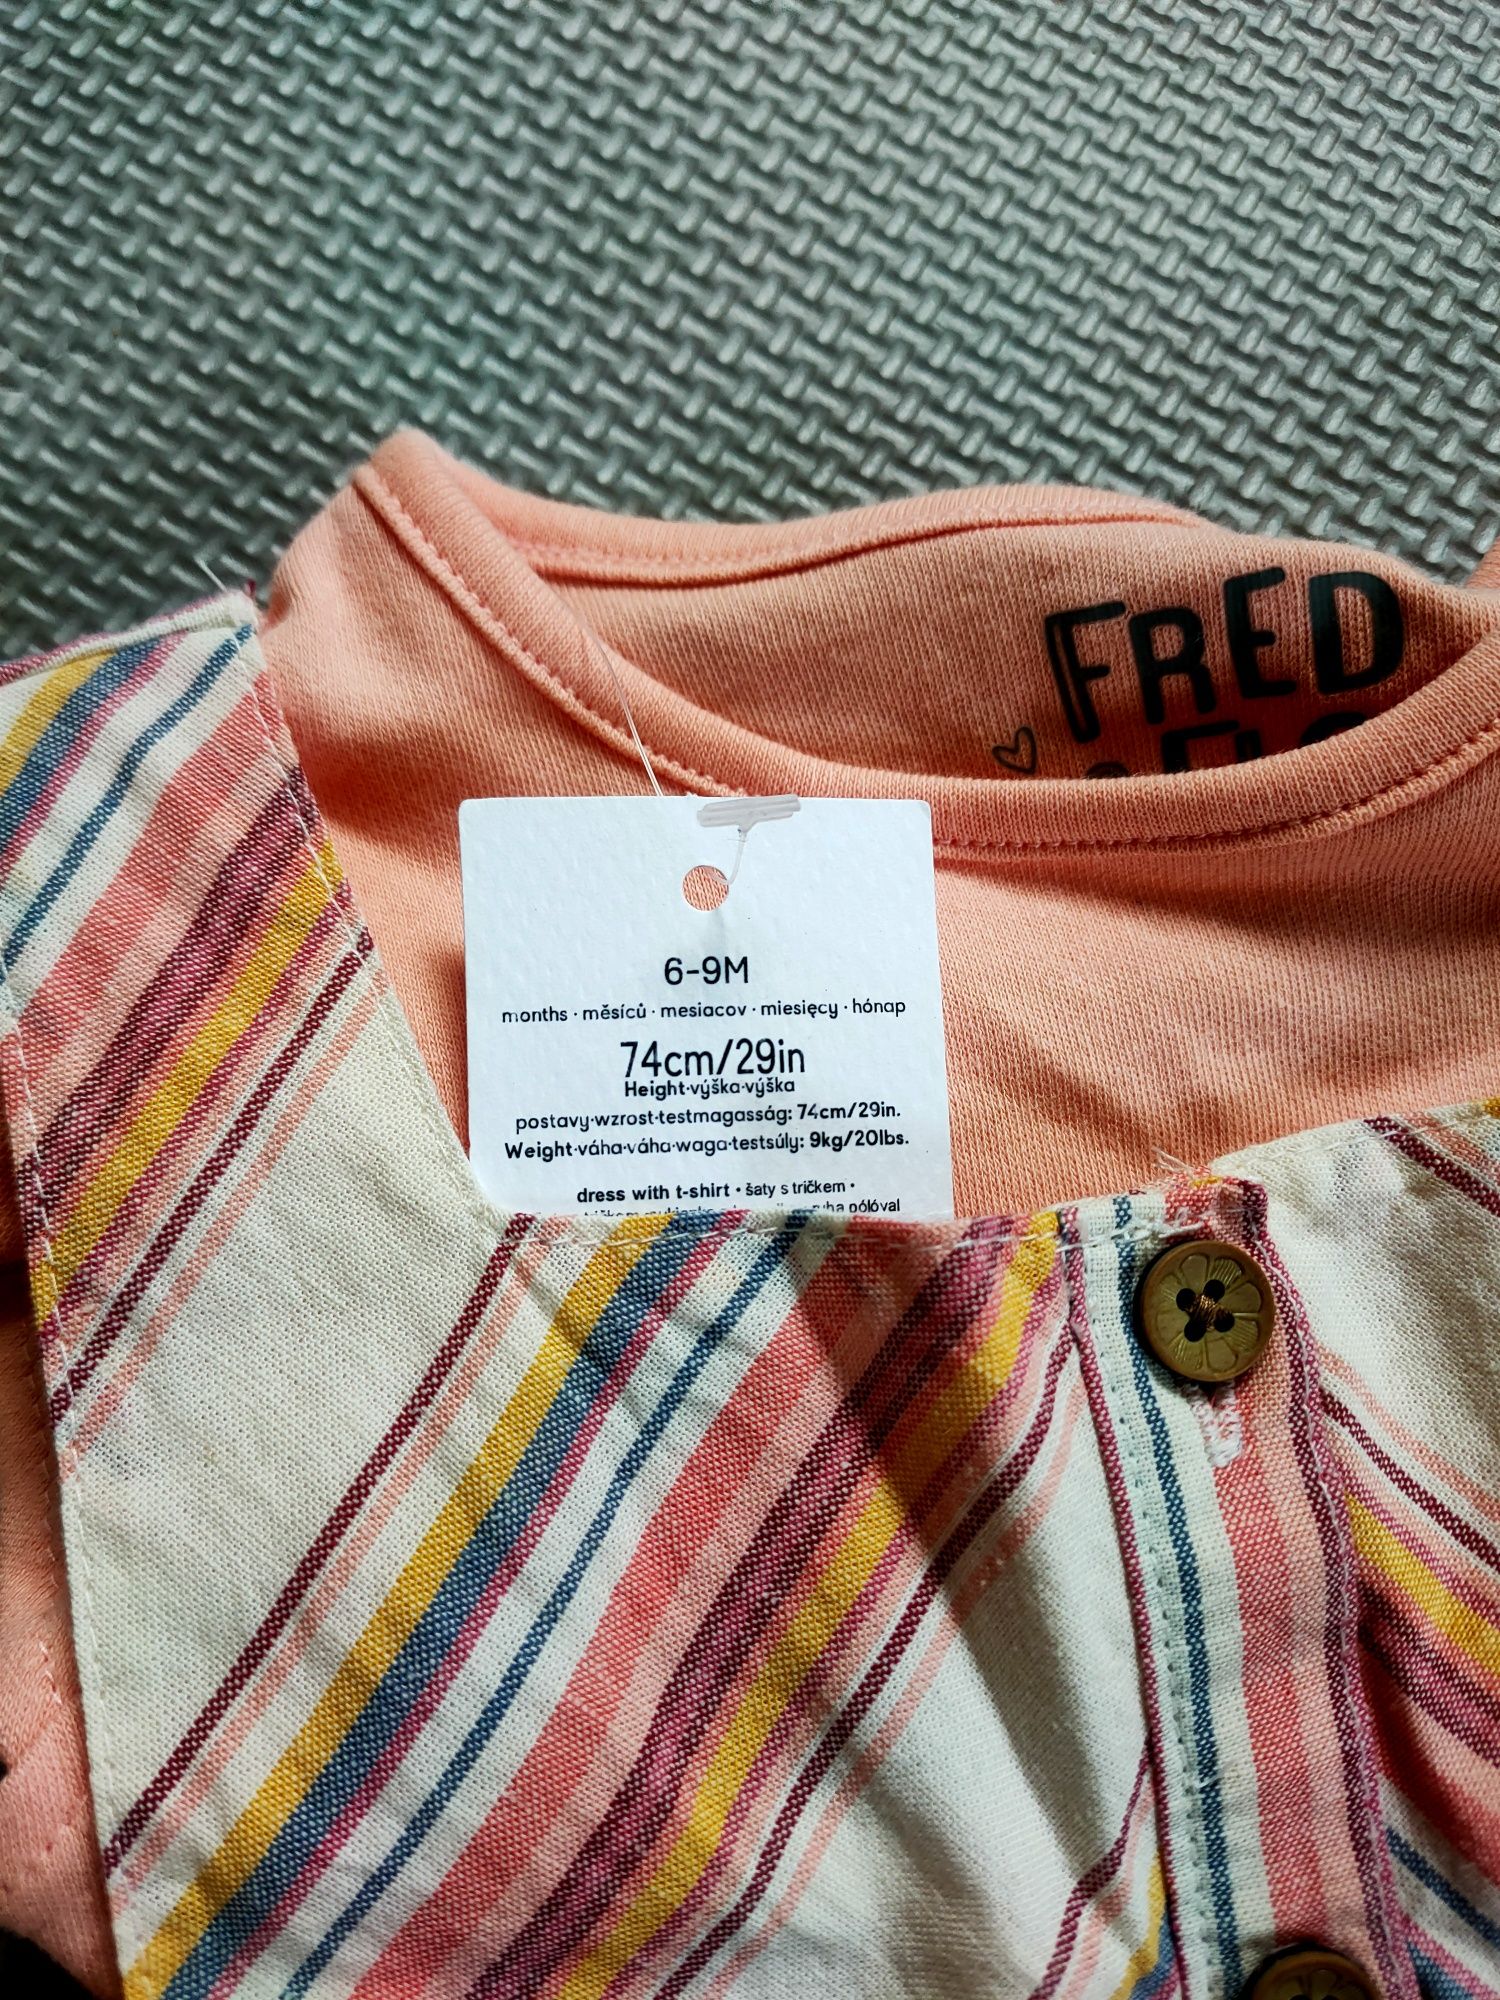 FRED
6-9M
months · měsíců · mesiacov · miesięcy · hónap
74cm/29in
Height·výška·výška
postavy·wzrost·testmagasság: 74cm/29in.
Weight·váha·váha·waga·testsúly: 9kg/20lbs.
dress with t-shirt • šaty s tričkem •
pólóval